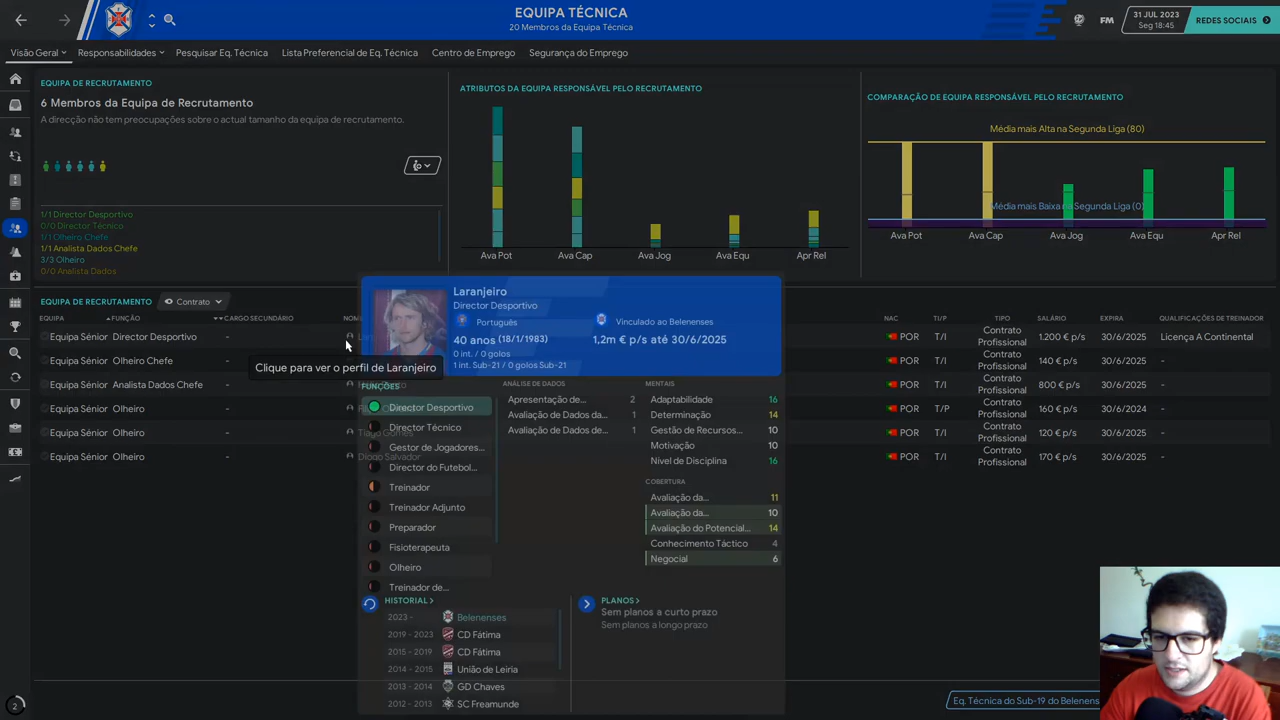 EQUIPA TÉCNICA
20 Membros da Equipa Técnica
FM
31 JUL 2023
Seg 18:45
REDES SOCIAIS
Visão Geral
Responsabilidades
Pesquisar Eq. Técnica
Lista Preferencial de Eq. Técnica
Centro de Emprego
Segurança do Emprego
EQUIPA DE RECRUTAMENTO
6 Membros da Equipa de Recrutamento
A direcção não tem preocupações sobre o actual tamanho da equipa de recrutamento.
1/1 Director Desportivo
0/0 Director Técnico
1/1 Olheiro Chefe
1/1 Analista Dados Chefe
3/3 Olheiro
0/0 Analista Dados
ATRIBUTOS DA EQUIPA RESPONSÁVEL PELO RECRUTAMENTO
Ava Pot
Ava Cap
Ava Jog
Ava Equ
Apr Rel
COMPARAÇÃO DE EQUIPA RESPONSÁVEL PELO RECRUTAMENTO
Média mais Alta na Segunda Liga (80)
Média mais Baixa na Segunda Liga (0)
Ava Pot
Ava Cap
Ava Jog
Ava Equ
Apr Rel
EQUIPA DE RECRUTAMENTO
Contrato
EQUIPA FUNÇÃO CARGO SECUNDÁRIO
NAC TI/P TIPO SALÁRIO EXPIRA QUALIFICAÇÕES DE TREINADOR
Equipa Sénior Director Desportivo - POR T/I Contrato Profissional 1.200 € p/s 30/6/2025 Licença A Continental
Equipa Sénior Olheiro Chefe - POR T/I Contrato Profissional 140 € p/s 30/6/2025 -
Equipa Sénior Analista Dados Chefe - POR T/I Contrato Profissional 800 € p/s 30/6/2025 -
Equipa Sénior Olheiro - POR T/P Contrato Profissional 160 € p/s 30/6/2024 -
Equipa Sénior Olheiro - Tiago Gomes POR T/I Contrato Profissional 120 € p/s 30/6/2025 -
Equipa Sénior Olheiro - Diogo Salvador POR T/I Contrato Profissional 170 € p/s 30/6/2025 -
Laranjeiro
Director Desportivo
Português
40 anos (18/1/1983)
0 int. / 0 golos
1 int. Sub-21 / 0 golos Sub-21
Vinculado ao Belenenses
1,2m € p/s até 30/06/2025
Clique para ver o perfil de Laranjeiro
FUNÇÕES
Director Desportivo
Director Técnico
Gestor de Jogadores...
Director do Futebol...
Treinador
Treinador Adjunto
Preparador
Fisioterapeuta
Olheiro
Treinador de...
ANÁLISE DE DADOS
Apresentação de... 2
Avaliação de Dados da... 1
Avaliação de Dados de... 1
MENTAIS
Adaptabilidade 16
Determinação 14
Gestão de Recursos... 10
Motivação 10
Nível de Disciplina 16
COBERTURA
Avaliação da... 11
Avaliação da... 10
Avaliação do Potencial... 14
Conhecimento Táctico 4
Negocial 6
HISTORIAL
2023 - Belenenses
2019 - 2023 CD Fátima
2015 - 2019 CD Fátima
2014 - 2015 União de Leiria
2013 - 2014 GD Chaves
2012 - 2013 SC Freamunde
PLANOS
Sem planos a curto prazo
Sem planos a longo prazo
Eq. Técnica do Sub-19 do Belenens
2